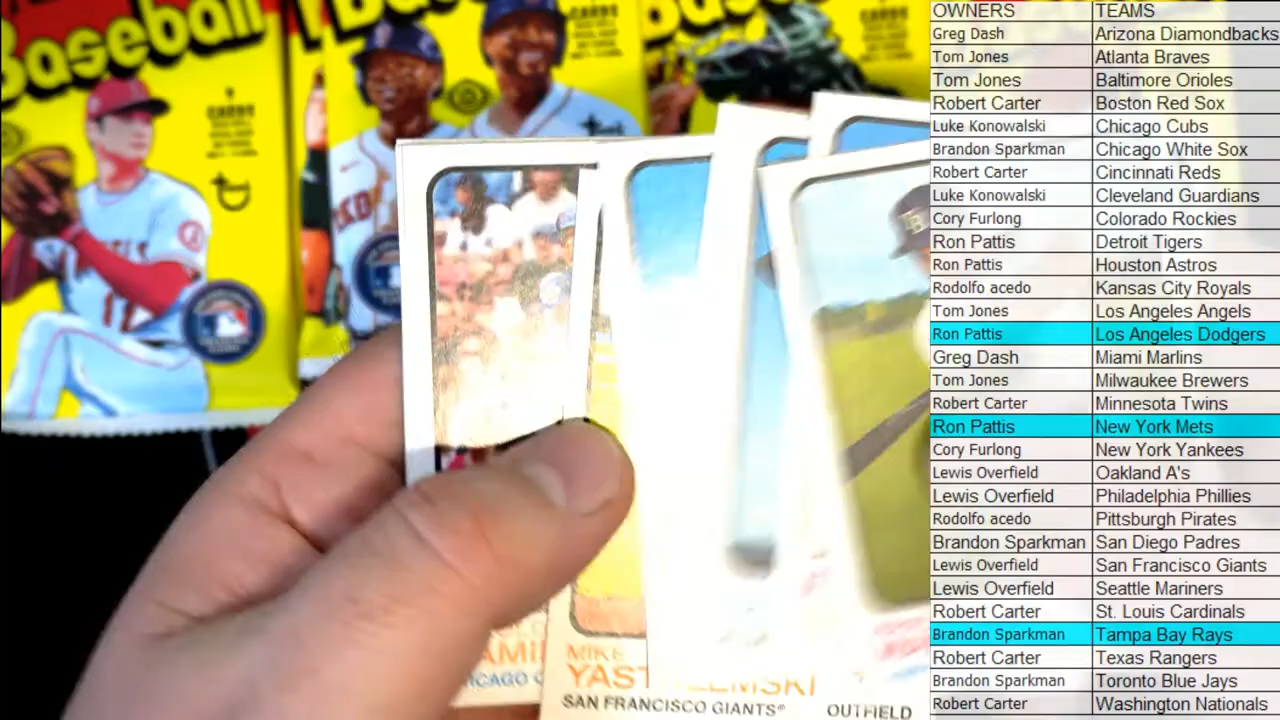 Baseball
CARDS
ANGELS
OWNERS TEAMS
Greg Dash Arizona Diamondbacks
Tom Jones Atlanta Braves
Tom Jones Baltimore Orioles
Robert Carter Boston Red Sox
Luke Konowalski Chicago Cubs
Brandon Sparkman Chicago White Sox
Robert Carter Cincinnati Reds
Luke Konowalski Cleveland Guardians
Cory Furlong Colorado Rockies
Ron Pattis Detroit Tigers
Ron Pattis Houston Astros
Rodolfo acedo Kansas City Royals
Tom Jones Los Angeles Angels
Ron Pattis Los Angeles Dodgers
Greg Dash Miami Marlins
Tom Jones Milwaukee Brewers
Robert Carter Minnesota Twins
Ron Pattis New York Mets
Cory Furlong New York Yankees
Lewis Overfield Oakland A's
Lewis Overfield Philadelphia Phillies
Rodolfo acedo Pittsburgh Pirates
Brandon Sparkman San Diego Padres
Lewis Overfield San Francisco Giants
Lewis Overfield Seattle Mariners
Robert Carter St. Louis Cardinals
Brandon Sparkman Tampa Bay Rays
Robert Carter Texas Rangers
Brandon Sparkman Toronto Blue Jays
Robert Carter Washington Nationals
MIKE
YASTRZEMSKI
SAN FRANCISCO GIANTS® OUTFIELD